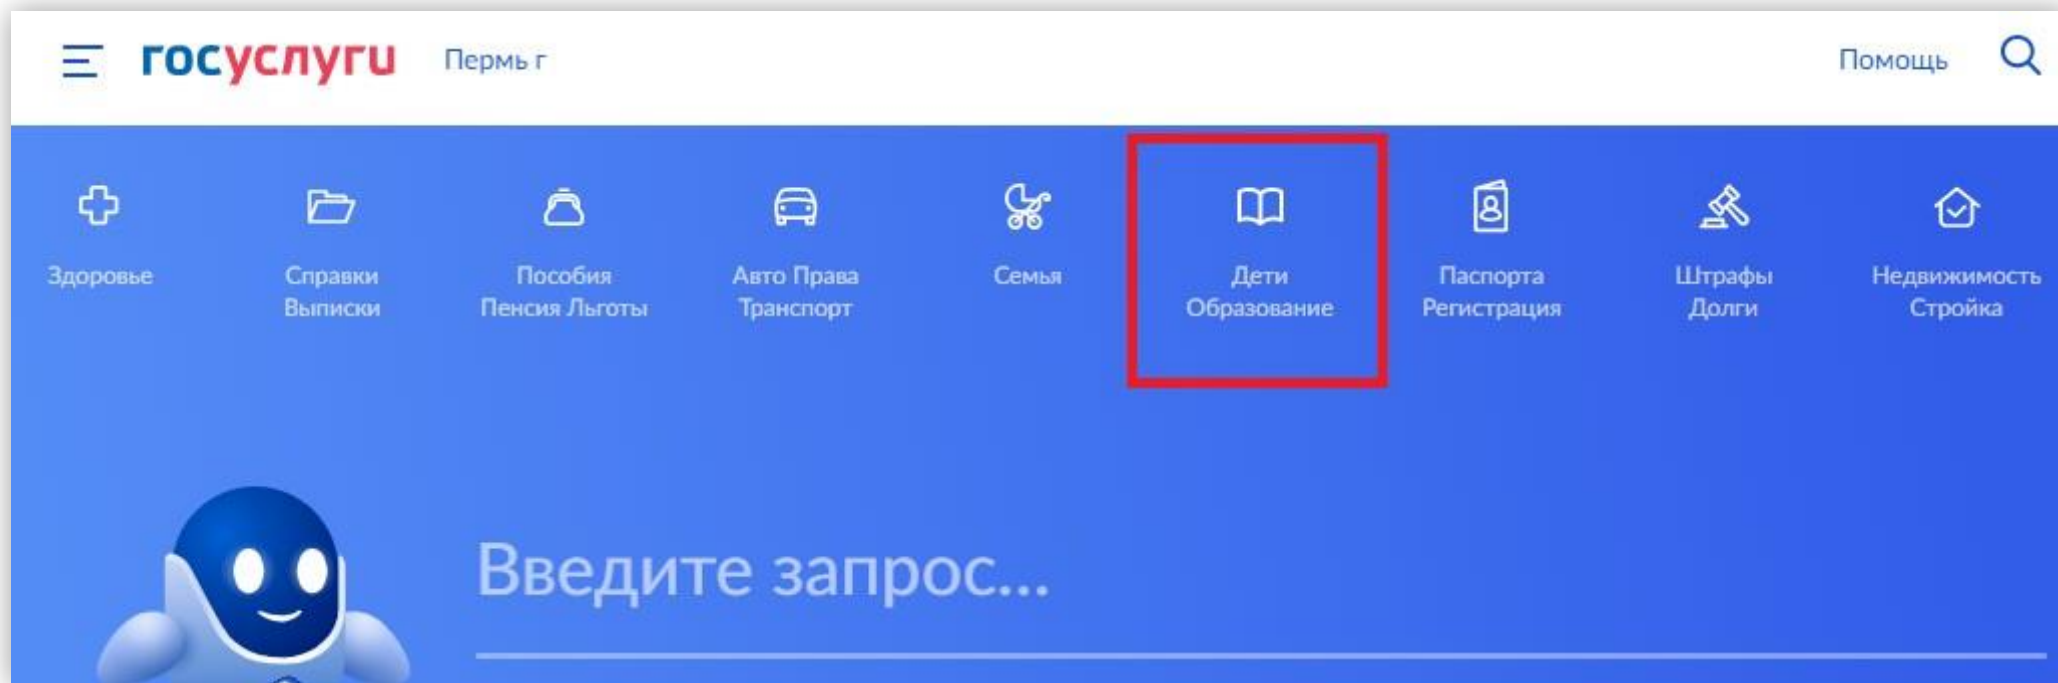 госуслуги Пермь г Помощь
Здоровье
Справки
Выписки
Пособия
Пенсия Льготы
Авто Права
Транспорт
Семья
Дети
Образование
Паспорта
Регистрация
Штрафы
Долги
Недвижимость
Стройка
Введите запрос...